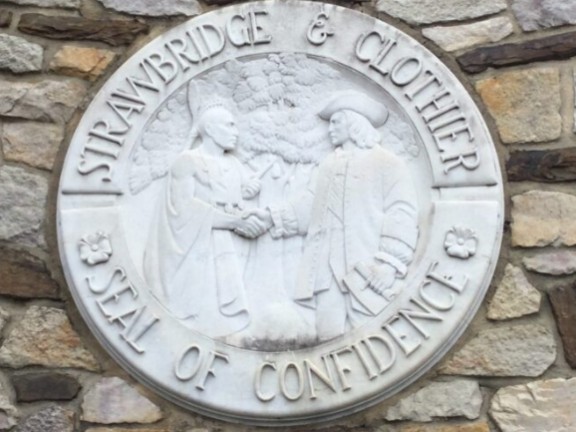 STRAWBRIDGE & CLOTHIER
SEAL OF CONFIDENCE